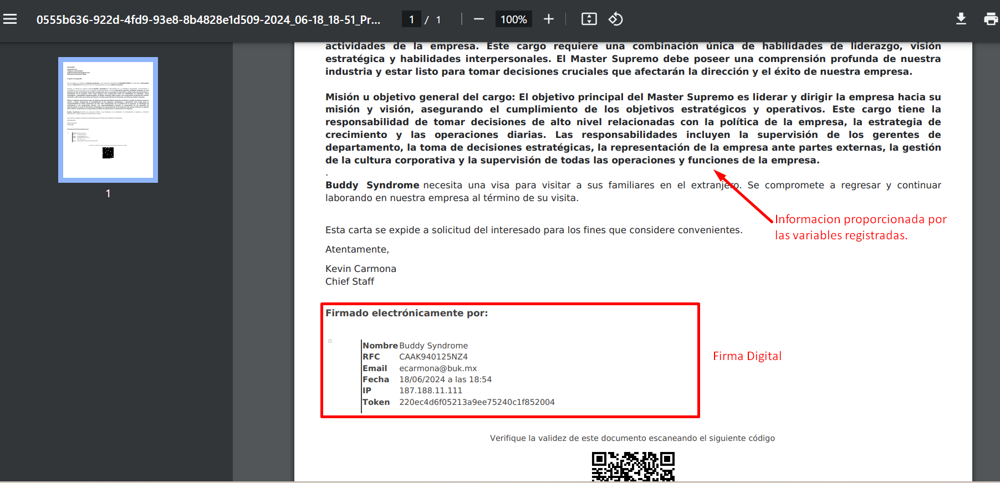 0555b636-922d-4fd9-93e8-8b4828e1d509-2024_06-18_18-51_Pr...
1 / 1
100%
actividades de la empresa. Este cargo requiere una combinación única de habilidades de liderazgo, visión
estratégica y habilidades interpersonales. El Master Supremo debe poseer una comprensión profunda de nuestra
industria y estar listo para tomar decisiones cruciales que afectarán la dirección y el éxito de nuestra empresa.
Misión u objetivo general del cargo: El objetivo principal del Master Supremo es liderar y dirigir la empresa hacia su
misión y visión, asegurando el cumplimiento de los objetivos estratégicos y operativos. Este cargo tiene la
responsabilidad de tomar decisiones de alto nivel relacionadas con la política de la empresa, la estrategia de
crecimiento y las operaciones diarias. Las responsabilidades incluyen la supervisión de los gerentes de
departamento, la toma de decisiones estratégicas, la representación de la empresa ante partes externas, la gestión
de la cultura corporativa y la supervisión de todas las operaciones y funciones de la empresa.
.
Buddy Syndrome necesita una visa para visitar a sus familiares en el extranjero. Se compromete a regresar y continuar
laborando en nuestra empresa al término de su visita.
Informacion proporcionada por
las variables registradas.
Esta carta se expide a solicitud del interesado para los fines que considere convenientes.
Atentamente,
Kevin Carmona
Chief Staff
Firmado electrónicamente por:
Nombre Buddy Syndrome
RFC CAAK940125NZ4
Email ecarmona@buk.mx
Fecha 18/06/2024 a las 18:54
IP 187.188.11.111
Token 220ec4d6f05213a9ee75240c1f852004
Firma Digital
Verifique la validez de este documento escaneando el siguiente código
1